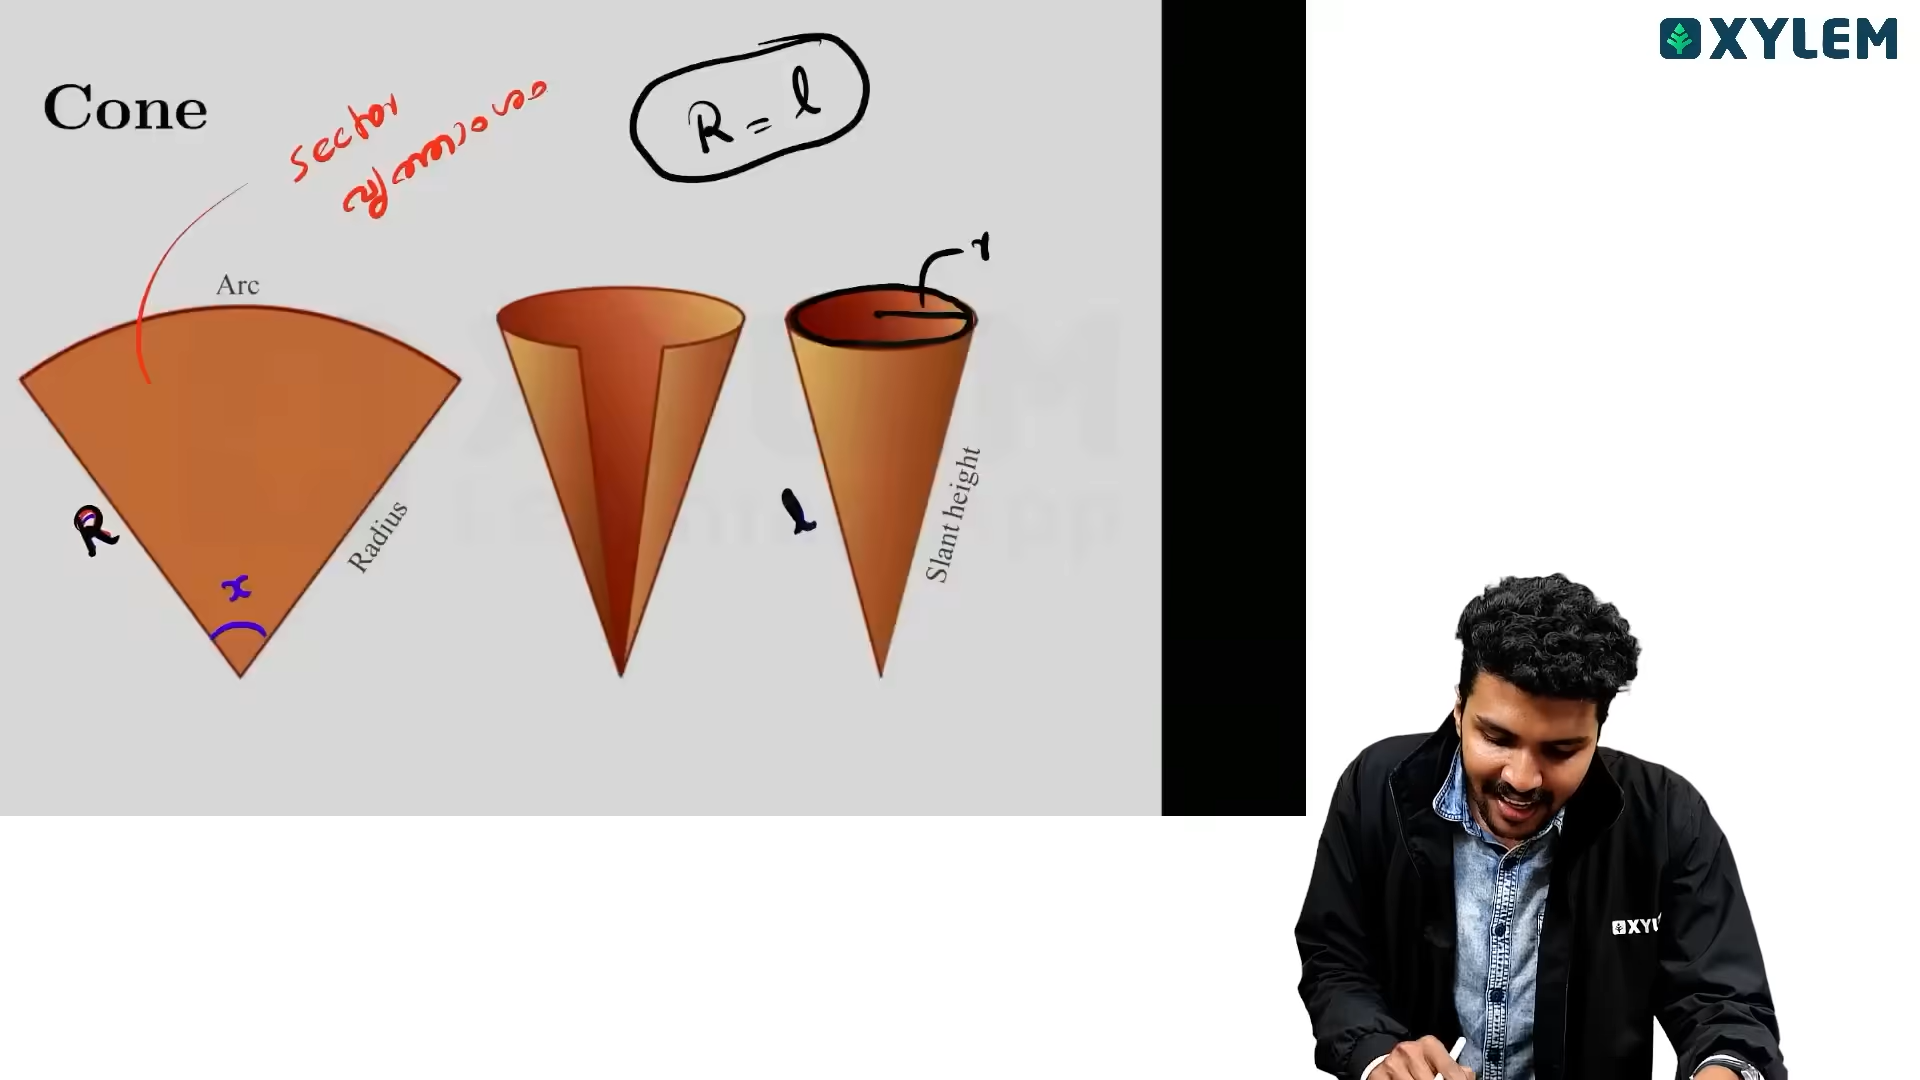 XYLEM
Cone
sector
വൃത്താംശം
R = l
r
Arc
R
x
Radius
l
Slant height
XYL